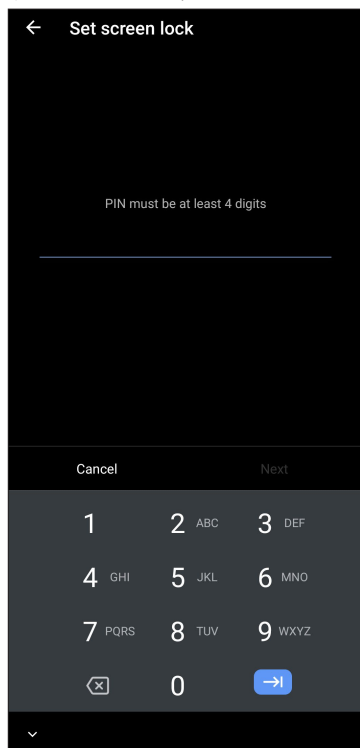 Set screen lock
PIN must be at least 4 digits
Cancel Next
1 2 ABC 3 DEF
4 GHI 5 JKL 6 MNO
7 PQRS 8 TUV 9 WXYZ
0